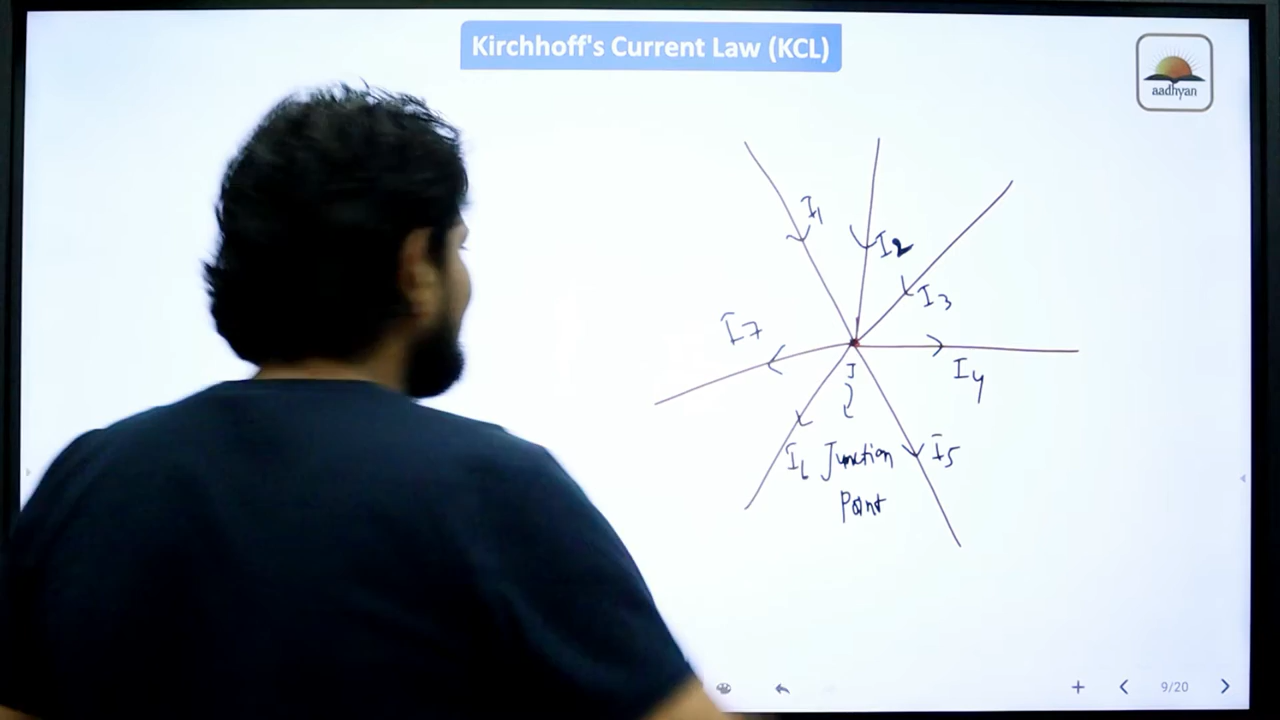 Kirchhoff's Current Law (KCL)
aadhyan
I1
I2
I3
I7
J
I4
I6 Junction I5
Point
9/20